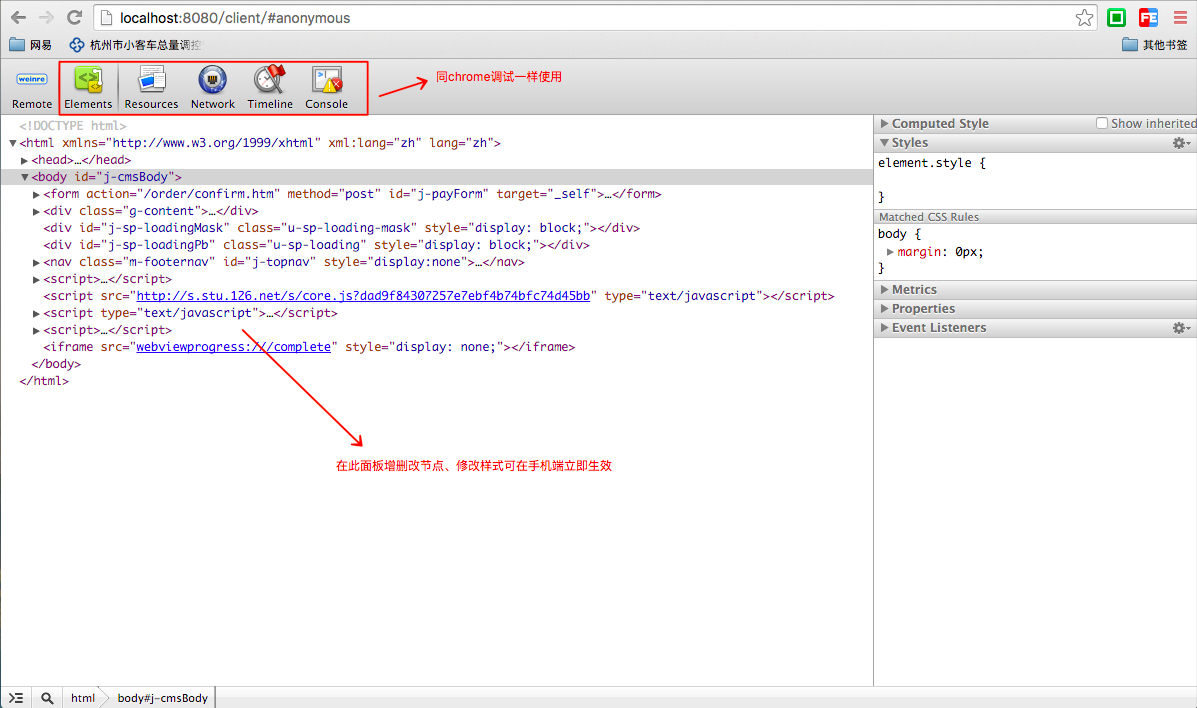 localhost:8080/client/#anonymous
FE
网易 杭州市小客车总量调控 其他书签
weinre
Remote Elements Resources Network Timeline Console
同chrome调试一样使用
<!DOCTYPE html>
▼<html xmlns="http://www.w3.org/1999/xhtml" xml:lang="zh" lang="zh">
▶<head>…</head>
▼<body id="j-cmsBody">
▶<form action="/order/confirm.htm" method="post" id="j-payForm" target="_self">…</form>
▶<div class="g-content">…</div>
<div id="j-sp-loadingMask" class="u-sp-loading-mask" style="display: block;"></div>
<div id="j-sp-loadingPb" class="u-sp-loading" style="display: block;"></div>
▶<nav class="m-footernav" id="j-topnav" style="display:none">…</nav>
▶<script>…</script>
<script src="http://s.stu.126.net/s/core.js?dad9f84307257e7ebf4b74bfc74d45bb" type="text/javascript"></script>
▶<script type="text/javascript">…</script>
▶<script>…</script>
<iframe src="webviewprogress:///complete" style="display: none;"></iframe>
</body>
</html>
在此面板增删改节点、修改样式可在手机端立即生效
▶ Computed Style Show inherited
▼ Styles
element.style {
}
Matched CSS Rules
body {
▶ margin: 0px;
}
▶ Metrics
▶ Properties
▶ Event Listeners
html body#j-cmsBody